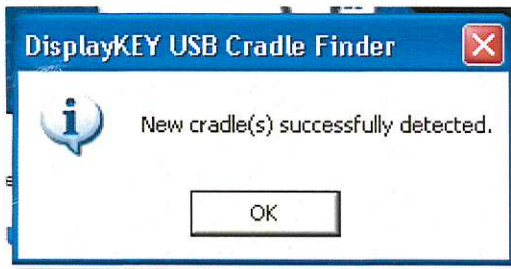 DisplayKEY USB Cradle Finder
New cradle(s) successfully detected.
OK